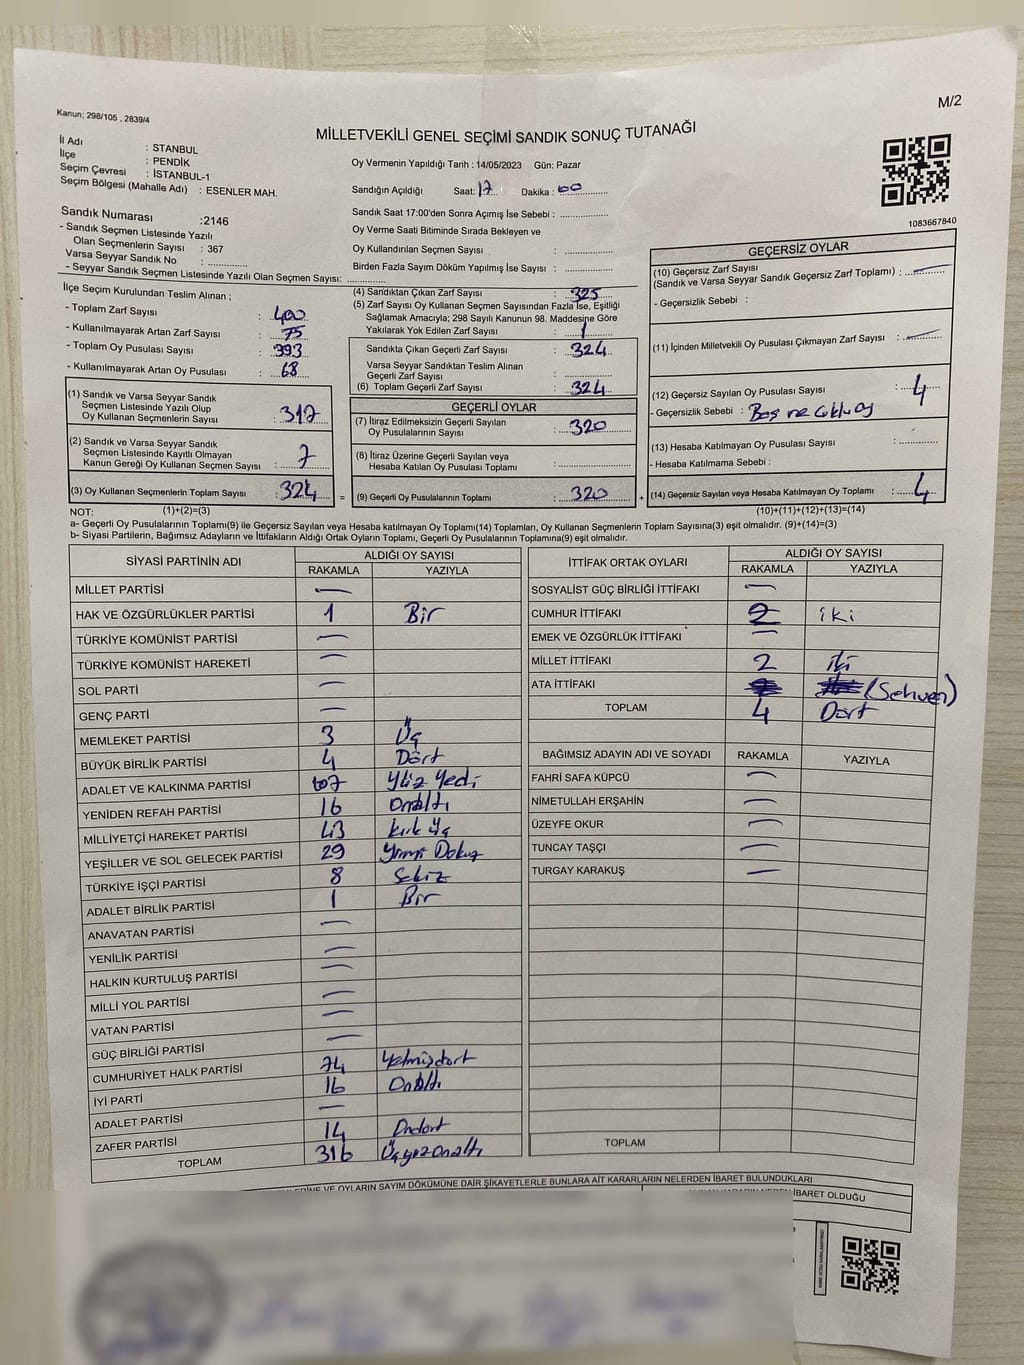 M/2
Kanun; 298/105 , 2839/4
MİLLETVEKİLİ GENEL SEÇİMİ SANDIK SONUÇ TUTANAĞI
İl Adı : STANBUL
İlçe : PENDİK
Seçim Çevresi : İSTANBUL-1
Seçim Bölgesi (Mahalle Adı) : ESENLER MAH.
Sandık Numarası :2146
- Sandık Seçmen Listesinde Yazılı
Olan Seçmenlerin Sayısı : 367
Varsa Seyyar Sandık No :
- Seyyar Sandık Seçmen Listesinde Yazılı Olan Seçmen Sayısı:
Oy Vermenin Yapıldığı Tarih : 14/05/2023 Gün: Pazar
Sandığın Açıldığı Saat: 17 Dakika : 00
Sandık Saat 17:00'den Sonra Açımış İse Sebebi :
Oy Verme Saati Bitiminde Sırada Bekleyen ve
Oy Kullandırılan Seçmen Sayısı :
Birden Fazla Sayım Döküm Yapılmış İse Sayısı :
1083667840
İlçe Seçim Kurulundan Teslim Alınan ;
- Toplam Zarf Sayısı : 400
- Kullanılmayarak Artan Zarf Sayısı : 75
- Toplam Oy Pusulası Sayısı : 393
- Kullanılmayarak Artan Oy Pusulası : 68
(1) Sandık ve Varsa Seyyar Sandık
Seçmen Listesinde Yazılı Olup
Oy Kullanan Seçmenlerin Sayısı : 317
(2) Sandık ve Varsa Seyyar Sandık
Seçmen Listesinde Kayıtlı Olmayan
Kanun Gereği Oy Kullanan Seçmen Sayısı : 7
(3) Oy Kullanan Seçmenlerin Toplam Sayısı : 324
(4) Sandıktan Çıkan Zarf Sayısı : 325
(5) Zarf Sayısı Oy Kullanan Seçmen Sayısından Fazla İse, Eşitliği
Sağlamak Amacıyla; 298 Sayılı Kanunun 98. Maddesine Göre
Yakılarak Yok Edilen Zarf Sayısı : 1
Sandıkta Çıkan Geçerli Zarf Sayısı : 324
Varsa Seyyar Sandıktan Teslim Alınan
Geçerli Zarf Sayısı :
(6) Toplam Geçerli Zarf Sayısı : 324
GEÇERLİ OYLAR
(7) İtiraz Edilmeksizin Geçerli Sayılan
Oy Pusulalarının Sayısı : 320
(8) İtiraz Üzerine Geçerli Sayılan veya
Hesaba Katılan Oy Pusulası Toplamı :
= (9) Geçerli Oy Pusulalarının Toplamı : 320 +
GEÇERSİZ OYLAR
(10) Geçersiz Zarf Sayısı
(Sandık ve Varsa Seyyar Sandık Geçersiz Zarf Toplamı) : —
- Geçersizlik Sebebi :
(11) İçinden Milletvekili Oy Pusulası Çıkmayan Zarf Sayısı : —
(12) Geçersiz Sayılan Oy Pusulası Sayısı : 4
- Geçersizlik Sebebi : Boş ve
(13) Hesaba Katılmayan Oy Pusulası Sayısı :
- Hesaba Katılmama Sebebi :
(14) Geçersiz Sayılan veya Hesaba Katılmayan Oy Toplamı : 4
NOT: (1)+(2)=(3) (10)+(11)+(12)+(13)=(14)
a- Geçerli Oy Pusulalarının Toplamı(9) ile Geçersiz Sayılan veya Hesaba katılmayan Oy Toplamı(14) Toplamları, Oy Kullanan Seçmenlerin Toplam Sayısına(3) eşit olmalıdır. (9)+(14)=(3)
b- Siyasi Partilerin, Bağımsız Adayların ve İttifakların Aldığı Ortak Oyların Toplamı, Geçerli Oy Pusulalarının Toplamına(9) eşit olmalıdır.
SİYASİ PARTİNİN ADI ALDIĞI OY SAYISI
RAKAMLA YAZIYLA
MİLLET PARTİSİ —
HAK VE ÖZGÜRLÜKLER PARTİSİ 1 Bir
TÜRKİYE KOMÜNİST PARTİSİ —
TÜRKİYE KOMÜNİST HAREKETİ —
SOL PARTİ —
GENÇ PARTİ —
MEMLEKET PARTİSİ 3 Üç
BÜYÜK BİRLİK PARTİSİ 4 Dört
ADALET VE KALKINMA PARTİSİ 107 Yüz Yedi
YENİDEN REFAH PARTİSİ 16 Onaltı
MİLLİYETÇİ HAREKET PARTİSİ 43 kırk üç
YEŞİLLER VE SOL GELECEK PARTİSİ 29 Yirmi Dokuz
TÜRKİYE İŞÇİ PARTİSİ 8 Sekiz
ADALET BİRLİK PARTİSİ 1 Bir
ANAVATAN PARTİSİ —
YENİLİK PARTİSİ —
HALKIN KURTULUŞ PARTİSİ —
MİLLİ YOL PARTİSİ —
VATAN PARTİSİ —
GÜÇ BİRLİĞİ PARTİSİ —
CUMHURİYET HALK PARTİSİ 74 Yetmişdört
İYİ PARTİ 16 Onaltı
ADALET PARTİSİ —
ZAFER PARTİSİ 14 Ondört
TOPLAM 316 Üçyüzonaltı
İTTİFAK ORTAK OYLARI ALDIĞI OY SAYISI
RAKAMLA YAZIYLA
SOSYALİST GÜÇ BİRLİĞİ İTTİFAKI —
CUMHUR İTTİFAKI 2 iki
EMEK VE ÖZGÜRLÜK İTTİFAKI —
MİLLET İTTİFAKI 2 iki
ATA İTTİFAKI (Sehven)
TOPLAM 4 Dört
BAĞIMSIZ ADAYIN ADI VE SOYADI RAKAMLA YAZIYLA
FAHRİ SAFA KÜPCÜ —
NİMETULLAH ERŞAHİN —
ÜZEYFE OKUR —
TUNCAY TAŞÇI —
TURGAY KARAKUŞ —
TOPLAM
VE OYLARIN SAYIM DÖKÜMÜNE DAİR ŞİKAYETLERLE BUNLARA AİT KARARLARIN NELERDEN İBARET BULUNDUKLARI
İBARET OLDUĞU